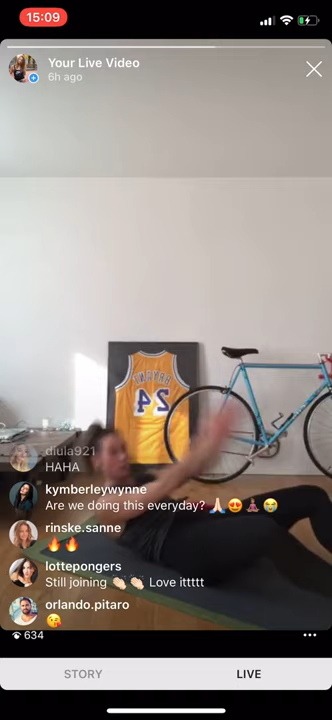 15:09
Your Live Video
6h ago
24
diula921
HAHA
kymberleywynne
Are we doing this everyday? 🙏🏻😍🧘🏾‍♀️😭
rinske.sanne
🔥🔥
lottepongers
Still joining 👏🏻👏🏻 Love itttt
orlando.pitaro
😘
634
STORY
LIVE